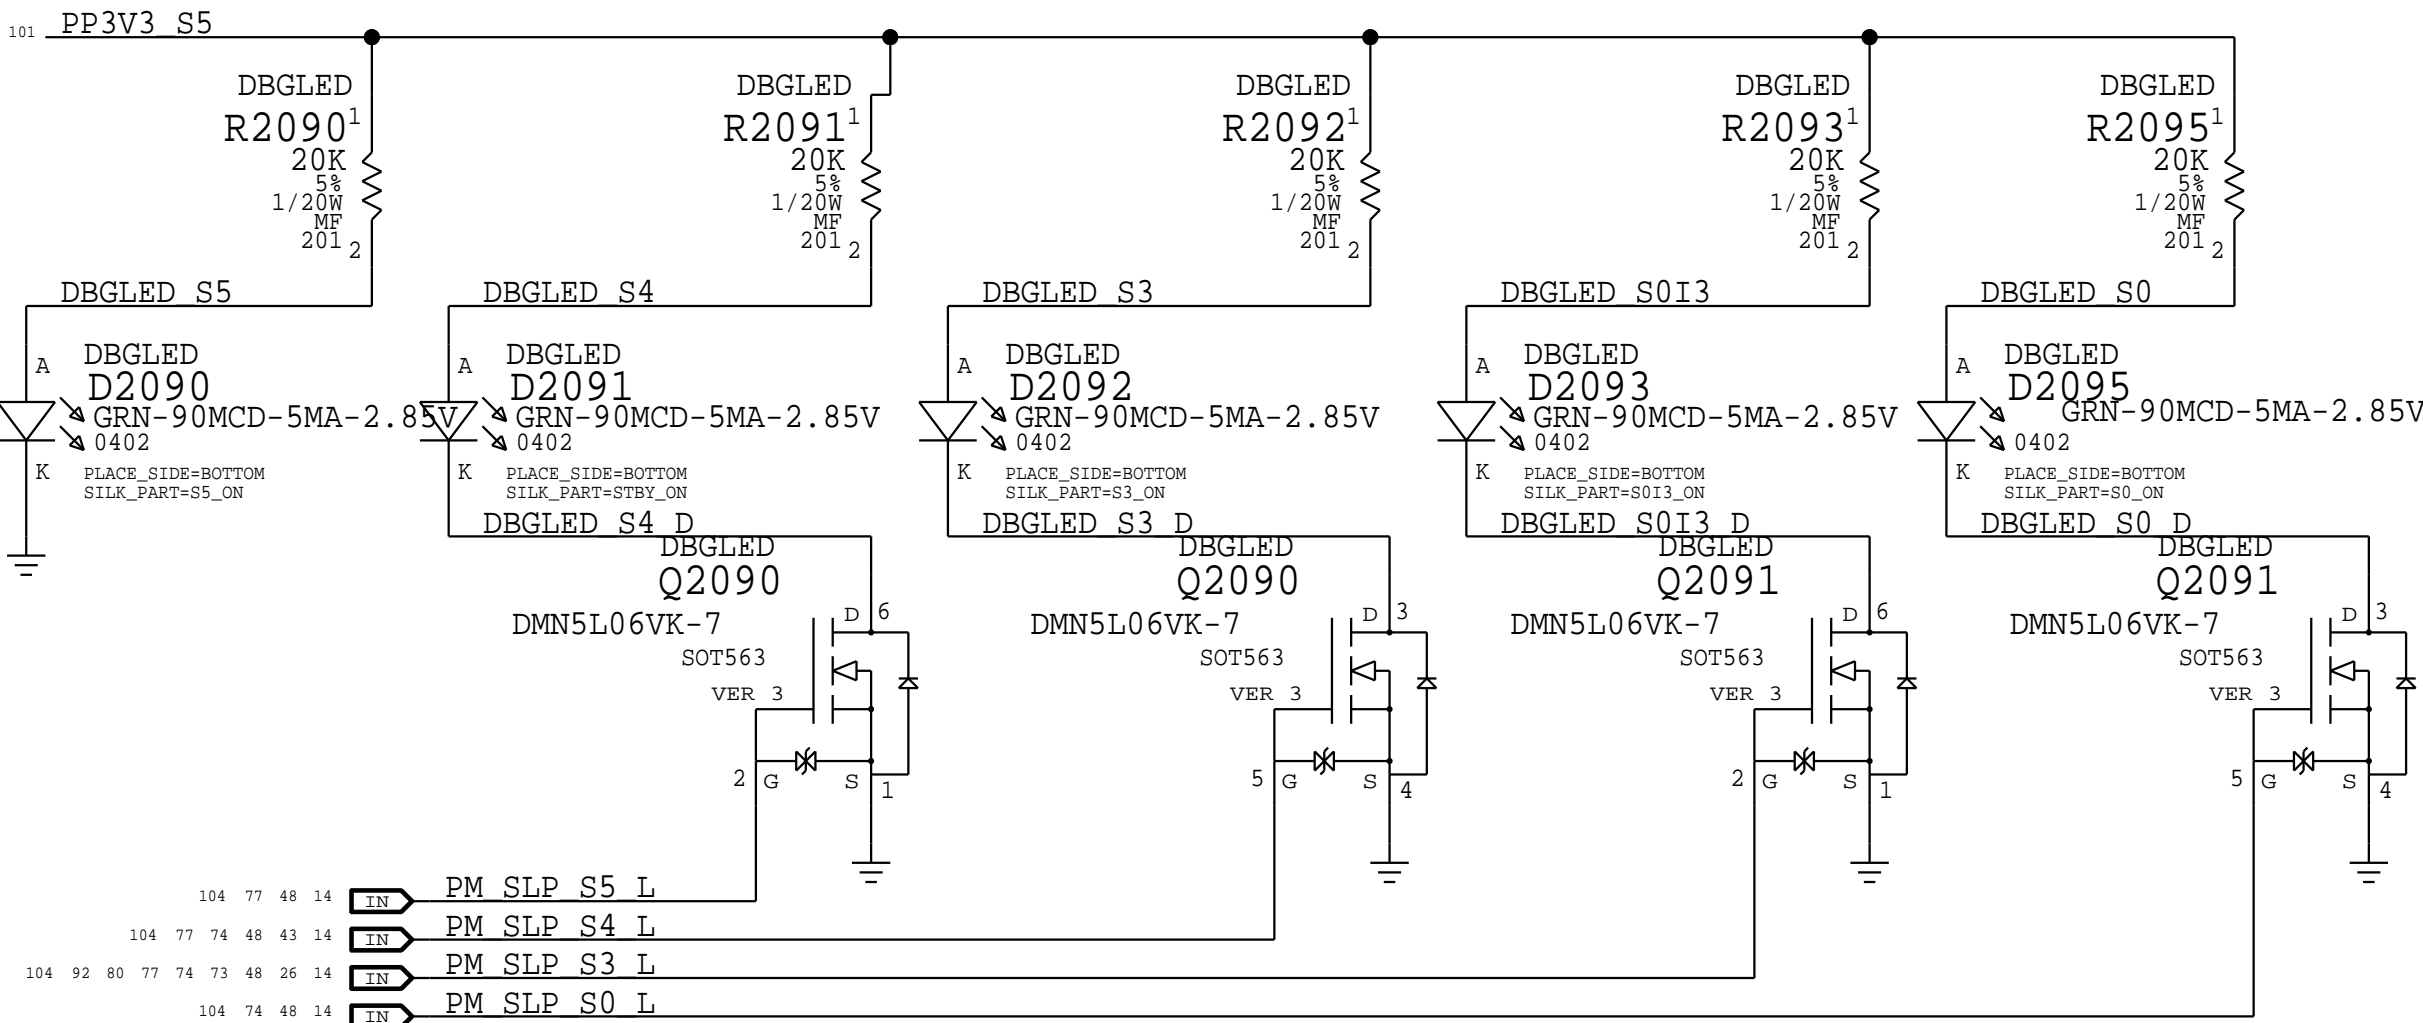 101 PP3V3_S5
DBGLED DBGLED DBGLED DBGLED DBGLED
R2090 1 R2091 1 R2092 1 R2093 1 R2095 1
20K 20K 20K 20K 20K
5% 5% 5% 5% 5%
1/20W 1/20W 1/20W 1/20W 1/20W
MF MF MF MF MF
201 2 201 2 201 2 201 2 201 2
DBGLED_S5 DBGLED_S4 DBGLED_S3 DBGLED_S0I3 DBGLED_S0
DBGLED DBGLED DBGLED DBGLED DBGLED
A A A A A
D2090 D2091 D2092 D2093 D2095
GRN-90MCD-5MA-2.85V GRN-90MCD-5MA-2.85V GRN-90MCD-5MA-2.85V GRN-90MCD-5MA-2.85V GRN-90MCD-5MA-2.85V
0402 0402 0402 0402 0402
K PLACE_SIDE=BOTTOM K PLACE_SIDE=BOTTOM K PLACE_SIDE=BOTTOM K PLACE_SIDE=BOTTOM K PLACE_SIDE=BOTTOM
SILK_PART=S5_ON SILK_PART=STBY_ON SILK_PART=S3_ON SILK_PART=S0I3_ON SILK_PART=S0_ON
DBGLED_S4_D DBGLED_S3_D DBGLED_S0I3_D DBGLED_S0_D
DBGLED DBGLED DBGLED DBGLED
Q2090 Q2090 Q2091 Q2091
D 6 D 3 D 6 D 3
DMN5L06VK-7 DMN5L06VK-7 DMN5L06VK-7 DMN5L06VK-7
SOT563 SOT563 SOT563 SOT563
VER 3 VER 3 VER 3 VER 3
2 G S 1 5 G S 4 2 G S 1 5 G S 4
104 77 48 14 IN PM_SLP_S5_L
104 77 74 48 43 14 IN PM_SLP_S4_L
104 92 80 77 74 73 48 26 14 IN PM_SLP_S3_L
104 74 48 14 IN PM_SLP_S0_L